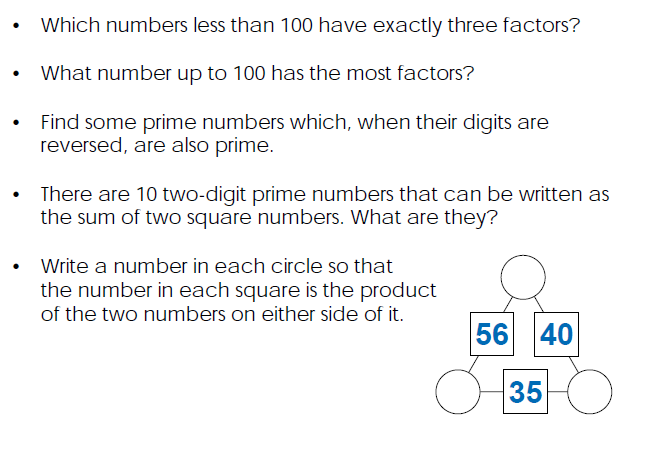 • Which numbers less than 100 have exactly three factors?
• What number up to 100 has the most factors?
• Find some prime numbers which, when their digits are
reversed, are also prime.
• There are 10 two-digit prime numbers that can be written as
the sum of two square numbers. What are they?
• Write a number in each circle so that
the number in each square is the product
of the two numbers on either side of it.
56 40
35